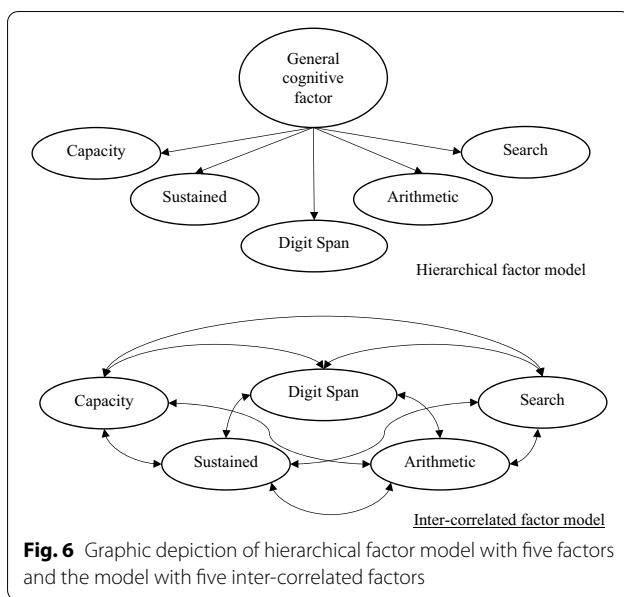 General
cognitive
factor
Capacity
Search
Sustained
Arithmetic
Digit Span
Hierarchical factor model
Digit Span
Capacity
Search
Sustained
Arithmetic
Inter-correlated factor model
Fig. 6 Graphic depiction of hierarchical factor model with five factors
and the model with five inter-correlated factors